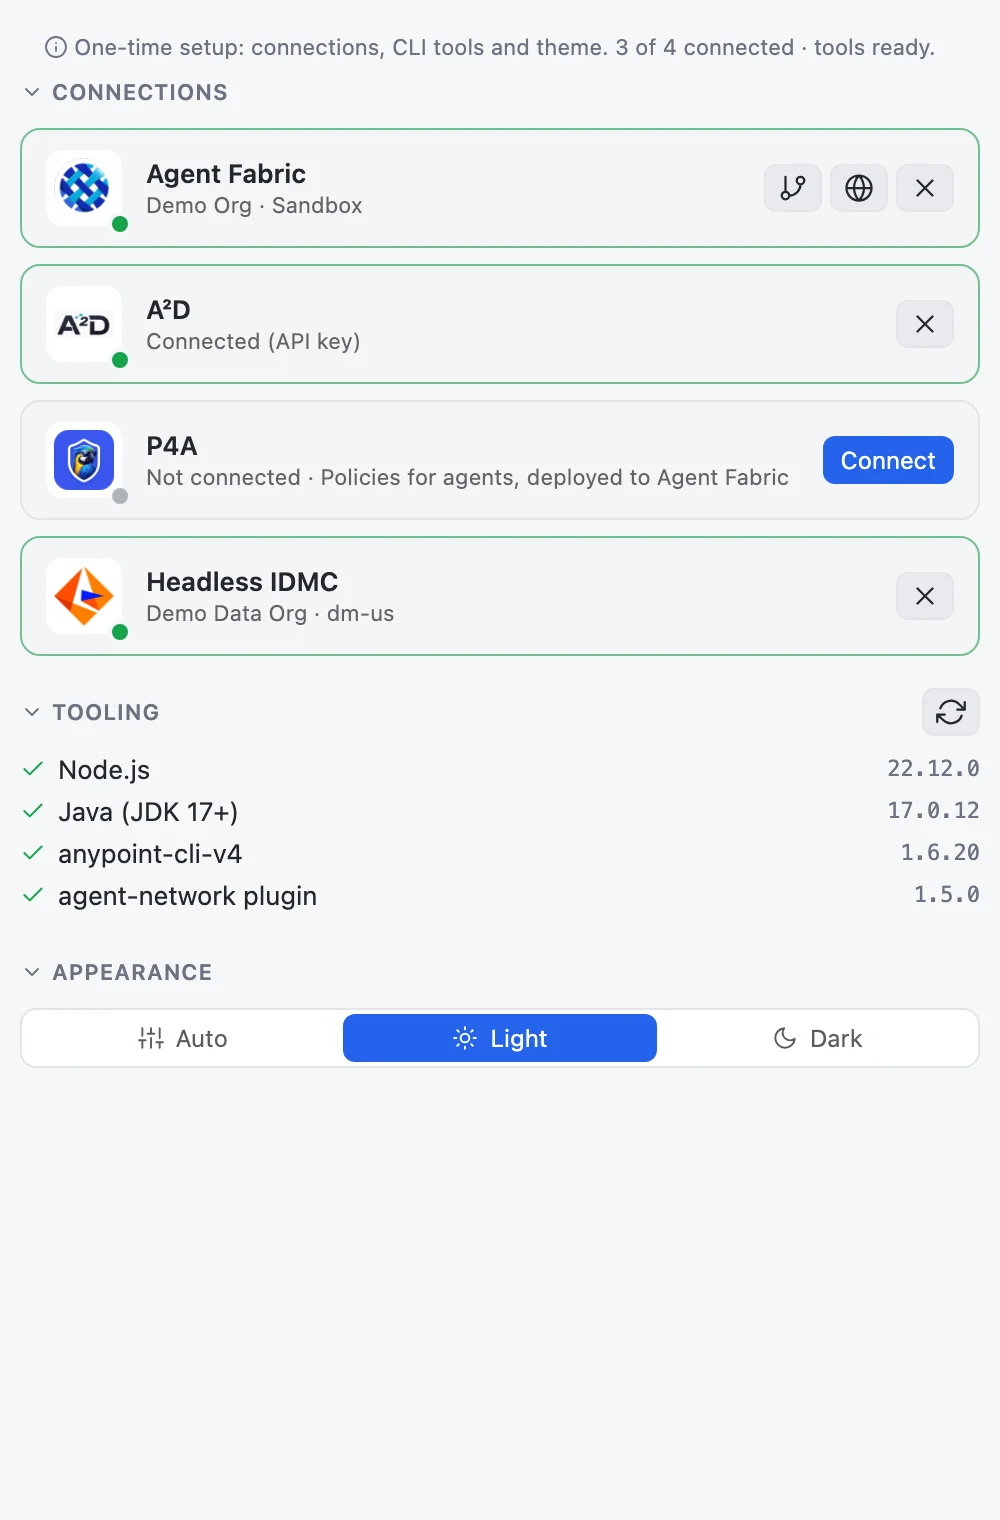 One-time setup: connections, CLI tools and theme. 3 of 4 connected · tools ready.
CONNECTIONS
Agent Fabric
Demo Org · Sandbox
A²D
A²D
Connected (API key)
P4A
Not connected · Policies for agents, deployed to Agent Fabric
Connect
Headless IDMC
Demo Data Org · dm-us
TOOLING
Node.js 22.12.0
Java (JDK 17+) 17.0.12
anypoint-cli-v4 1.6.20
agent-network plugin 1.5.0
APPEARANCE
Auto Light Dark